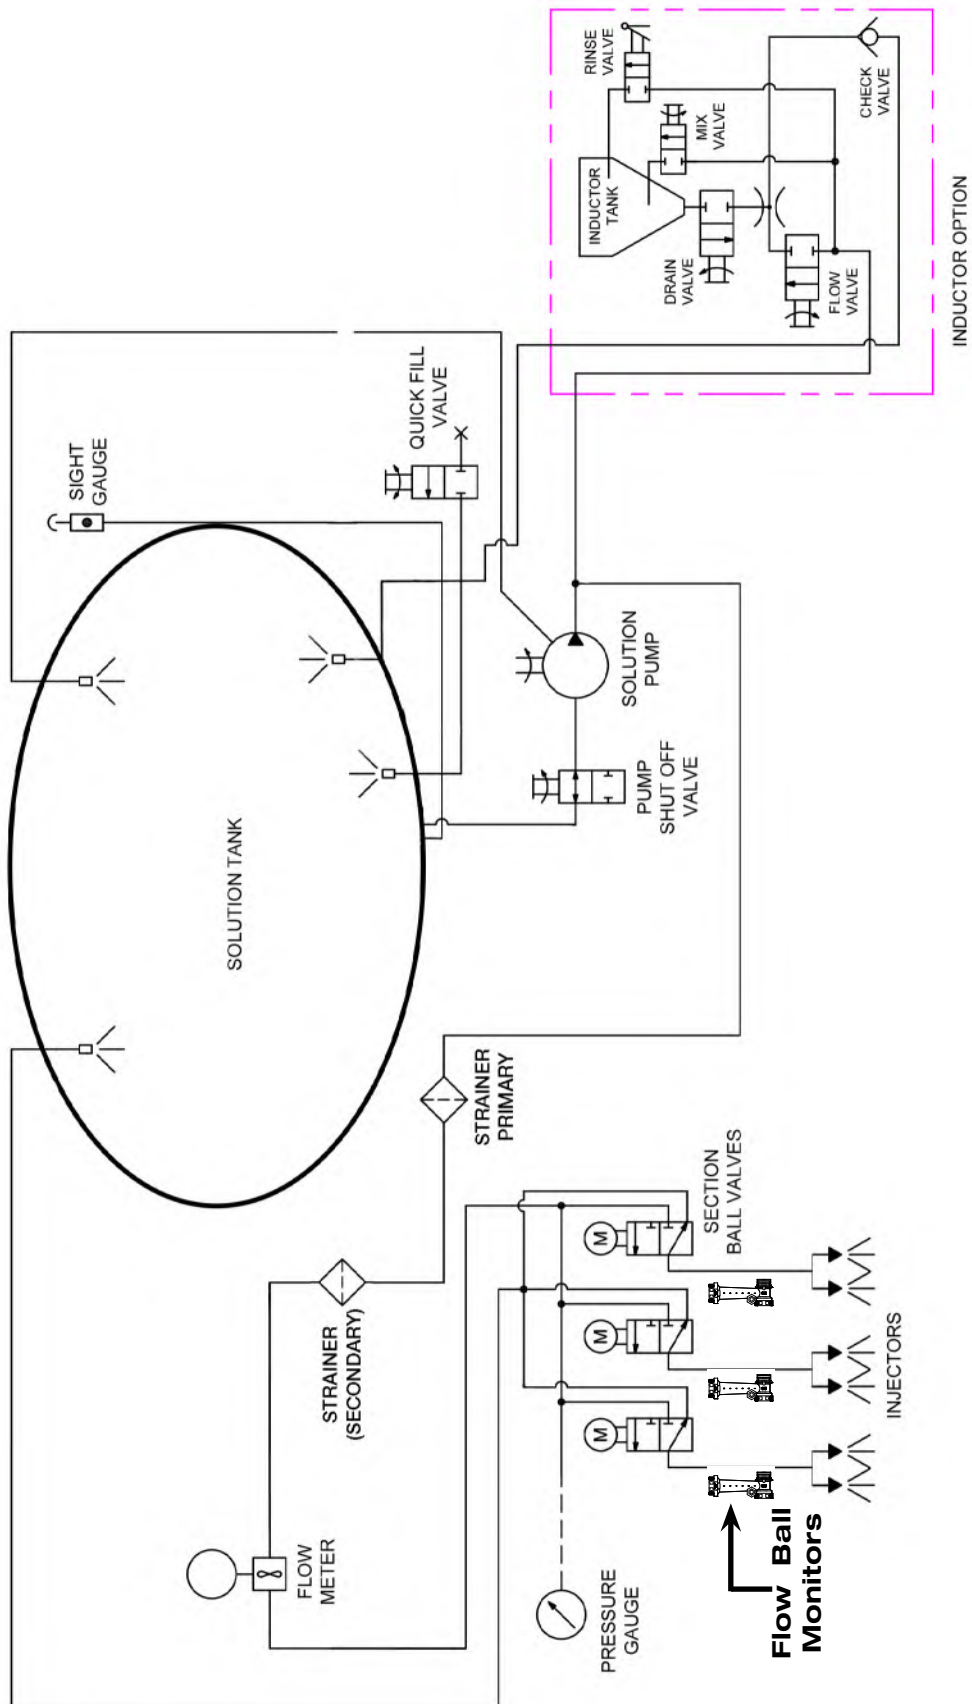 RINSE
VALVE
MIX
VALVE
CHECK
VALVE
INDUCTOR
TANK
DRAIN
VALVE
FLOW
VALVE
INDUCTOR OPTION
SIGHT
GAUGE
QUICK FILL
VALVE
SOLUTION
PUMP
PUMP
SHUT OFF
VALVE
SOLUTION TANK
STRAINER
PRIMARY
STRAINER
(SECONDARY)
SECTION
BALL VALVES
M
M
M
INJECTORS
FLOW
METER
PRESSURE
GAUGE
Flow Ball
Monitors